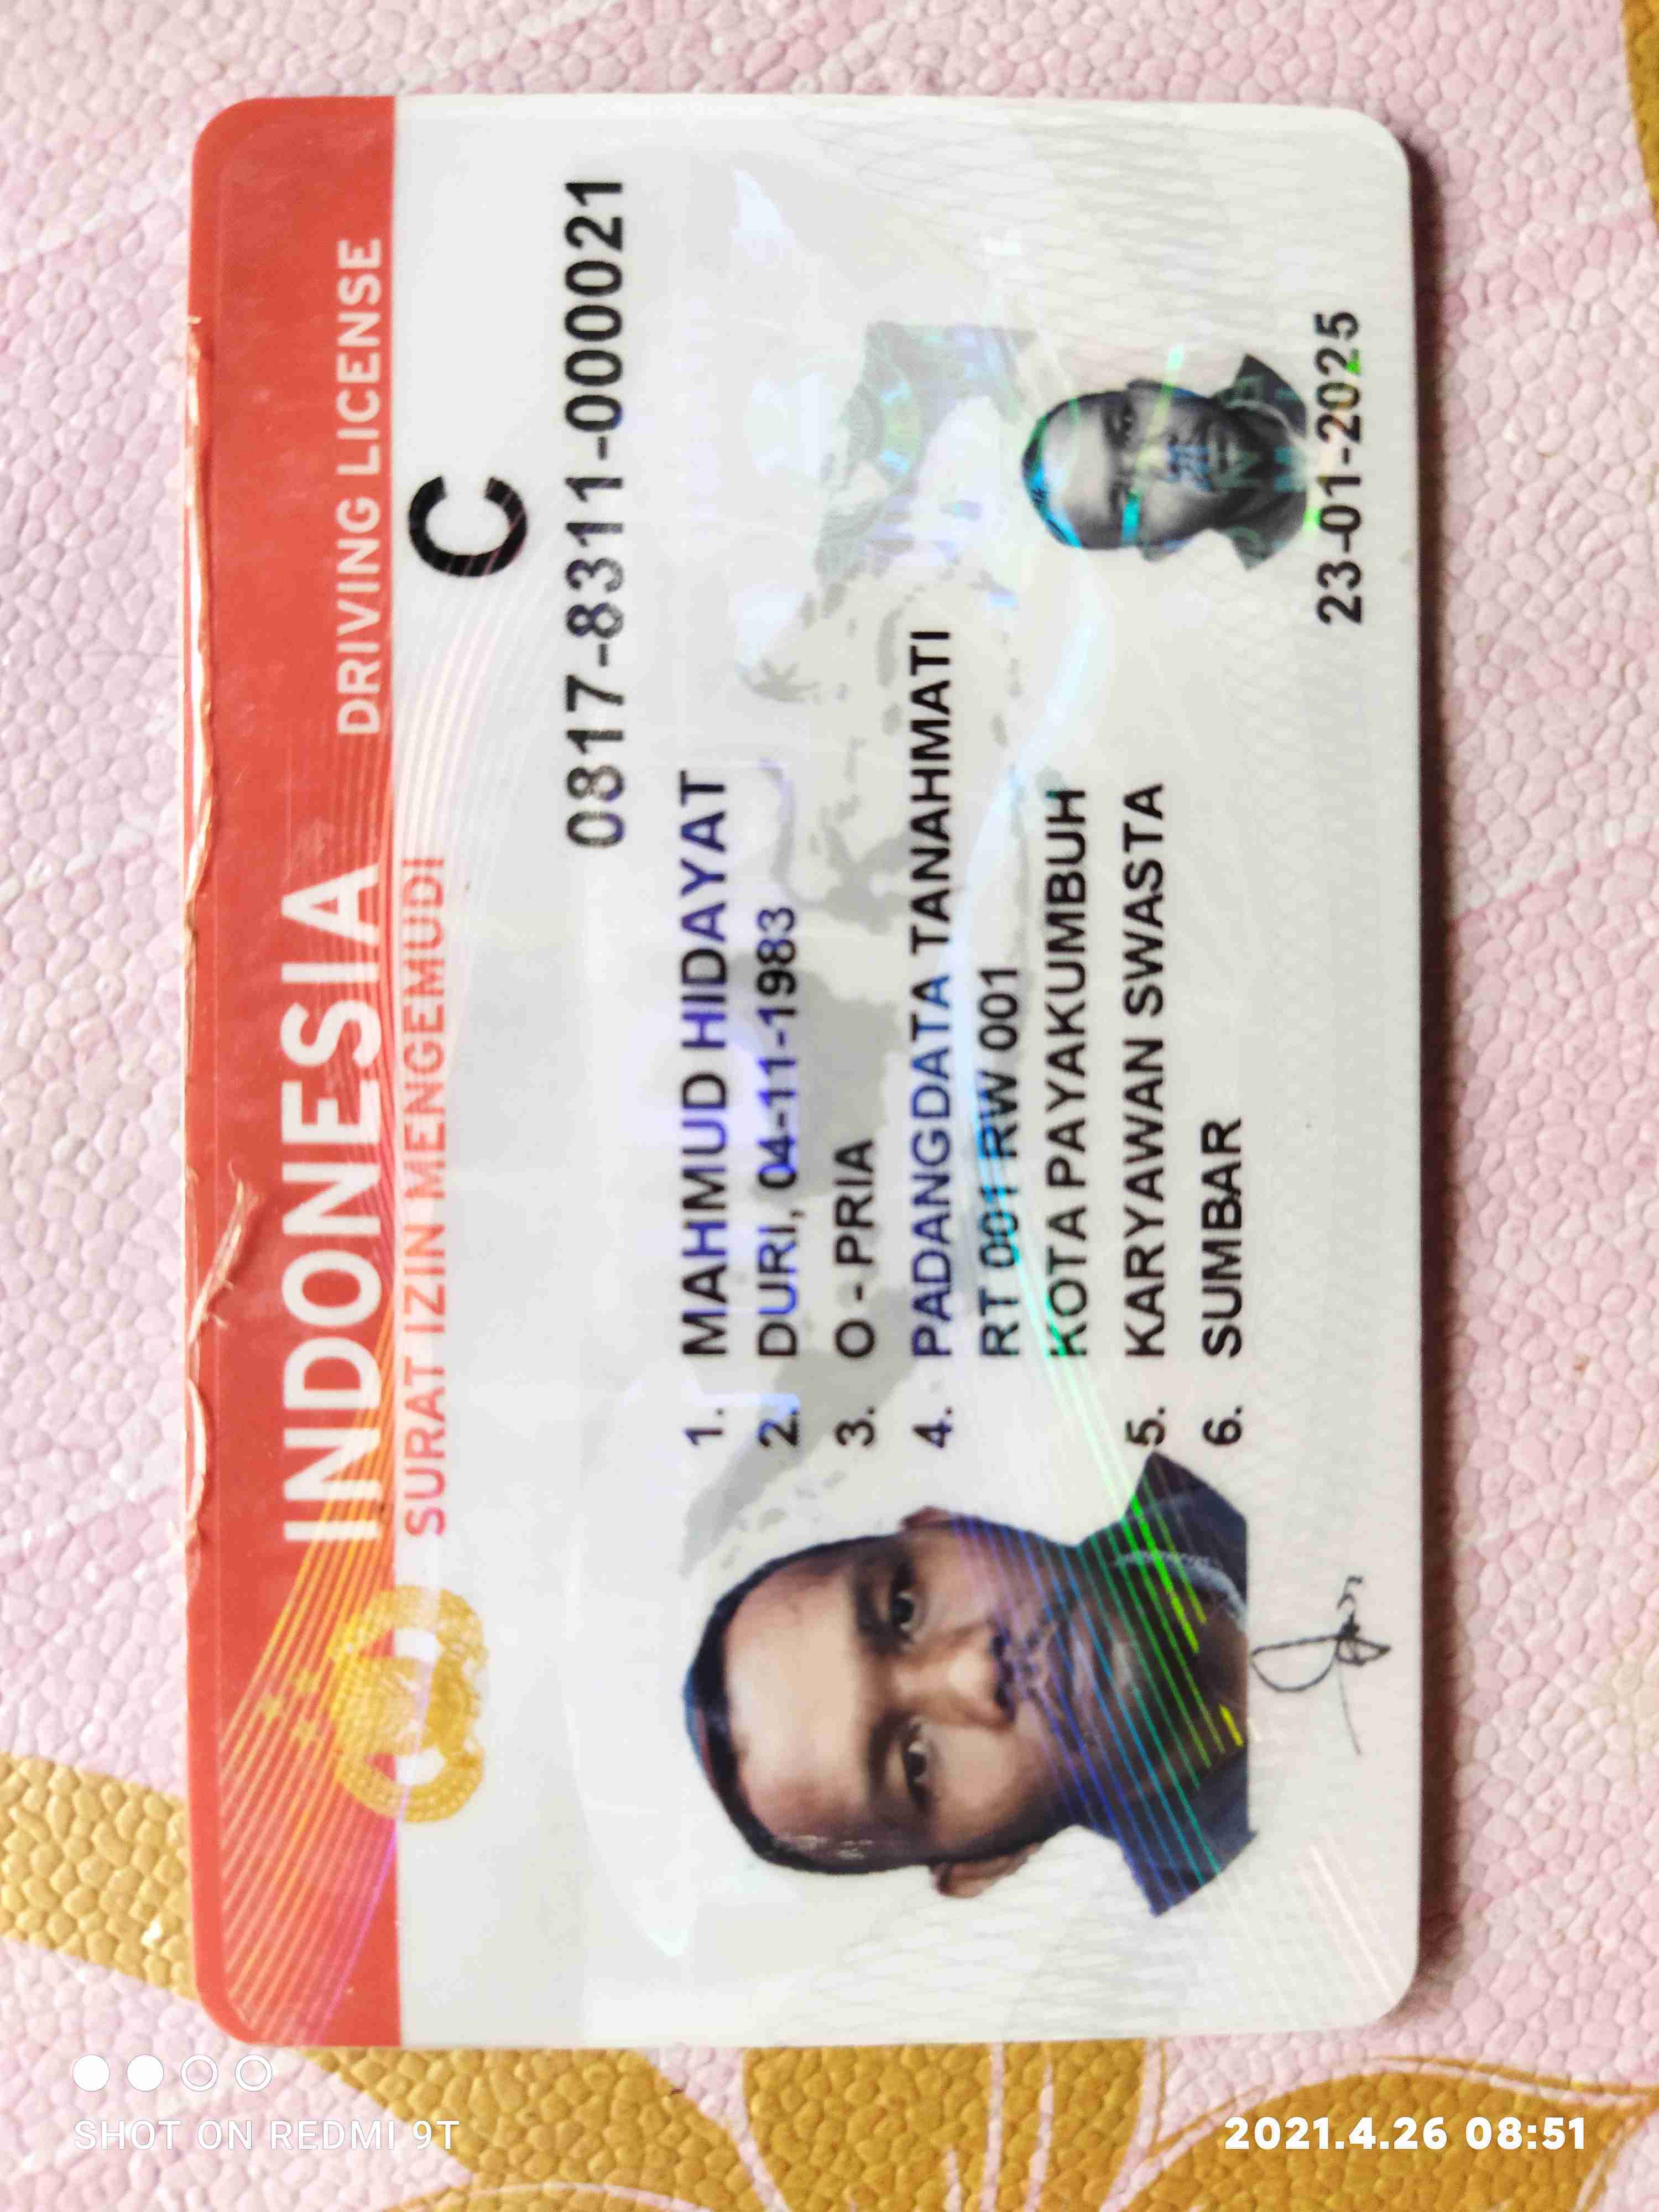 INDONESIA
DRIVING LICENSE
SURAT IZIN MENGEMUDI
C
0817-8311-000021
1. MAHMUD HIDAYAT
2. DURI, 04-11-1983
3. O - PRIA
4. PADANGDATA TANAHMATI
RT 001 RW 001
KOTA PAYAKUMBUH
5. KARYAWAN SWASTA
6. SUMBAR
23-01-2025
SHOT ON REDMI 9T
2021.4.26 08:51